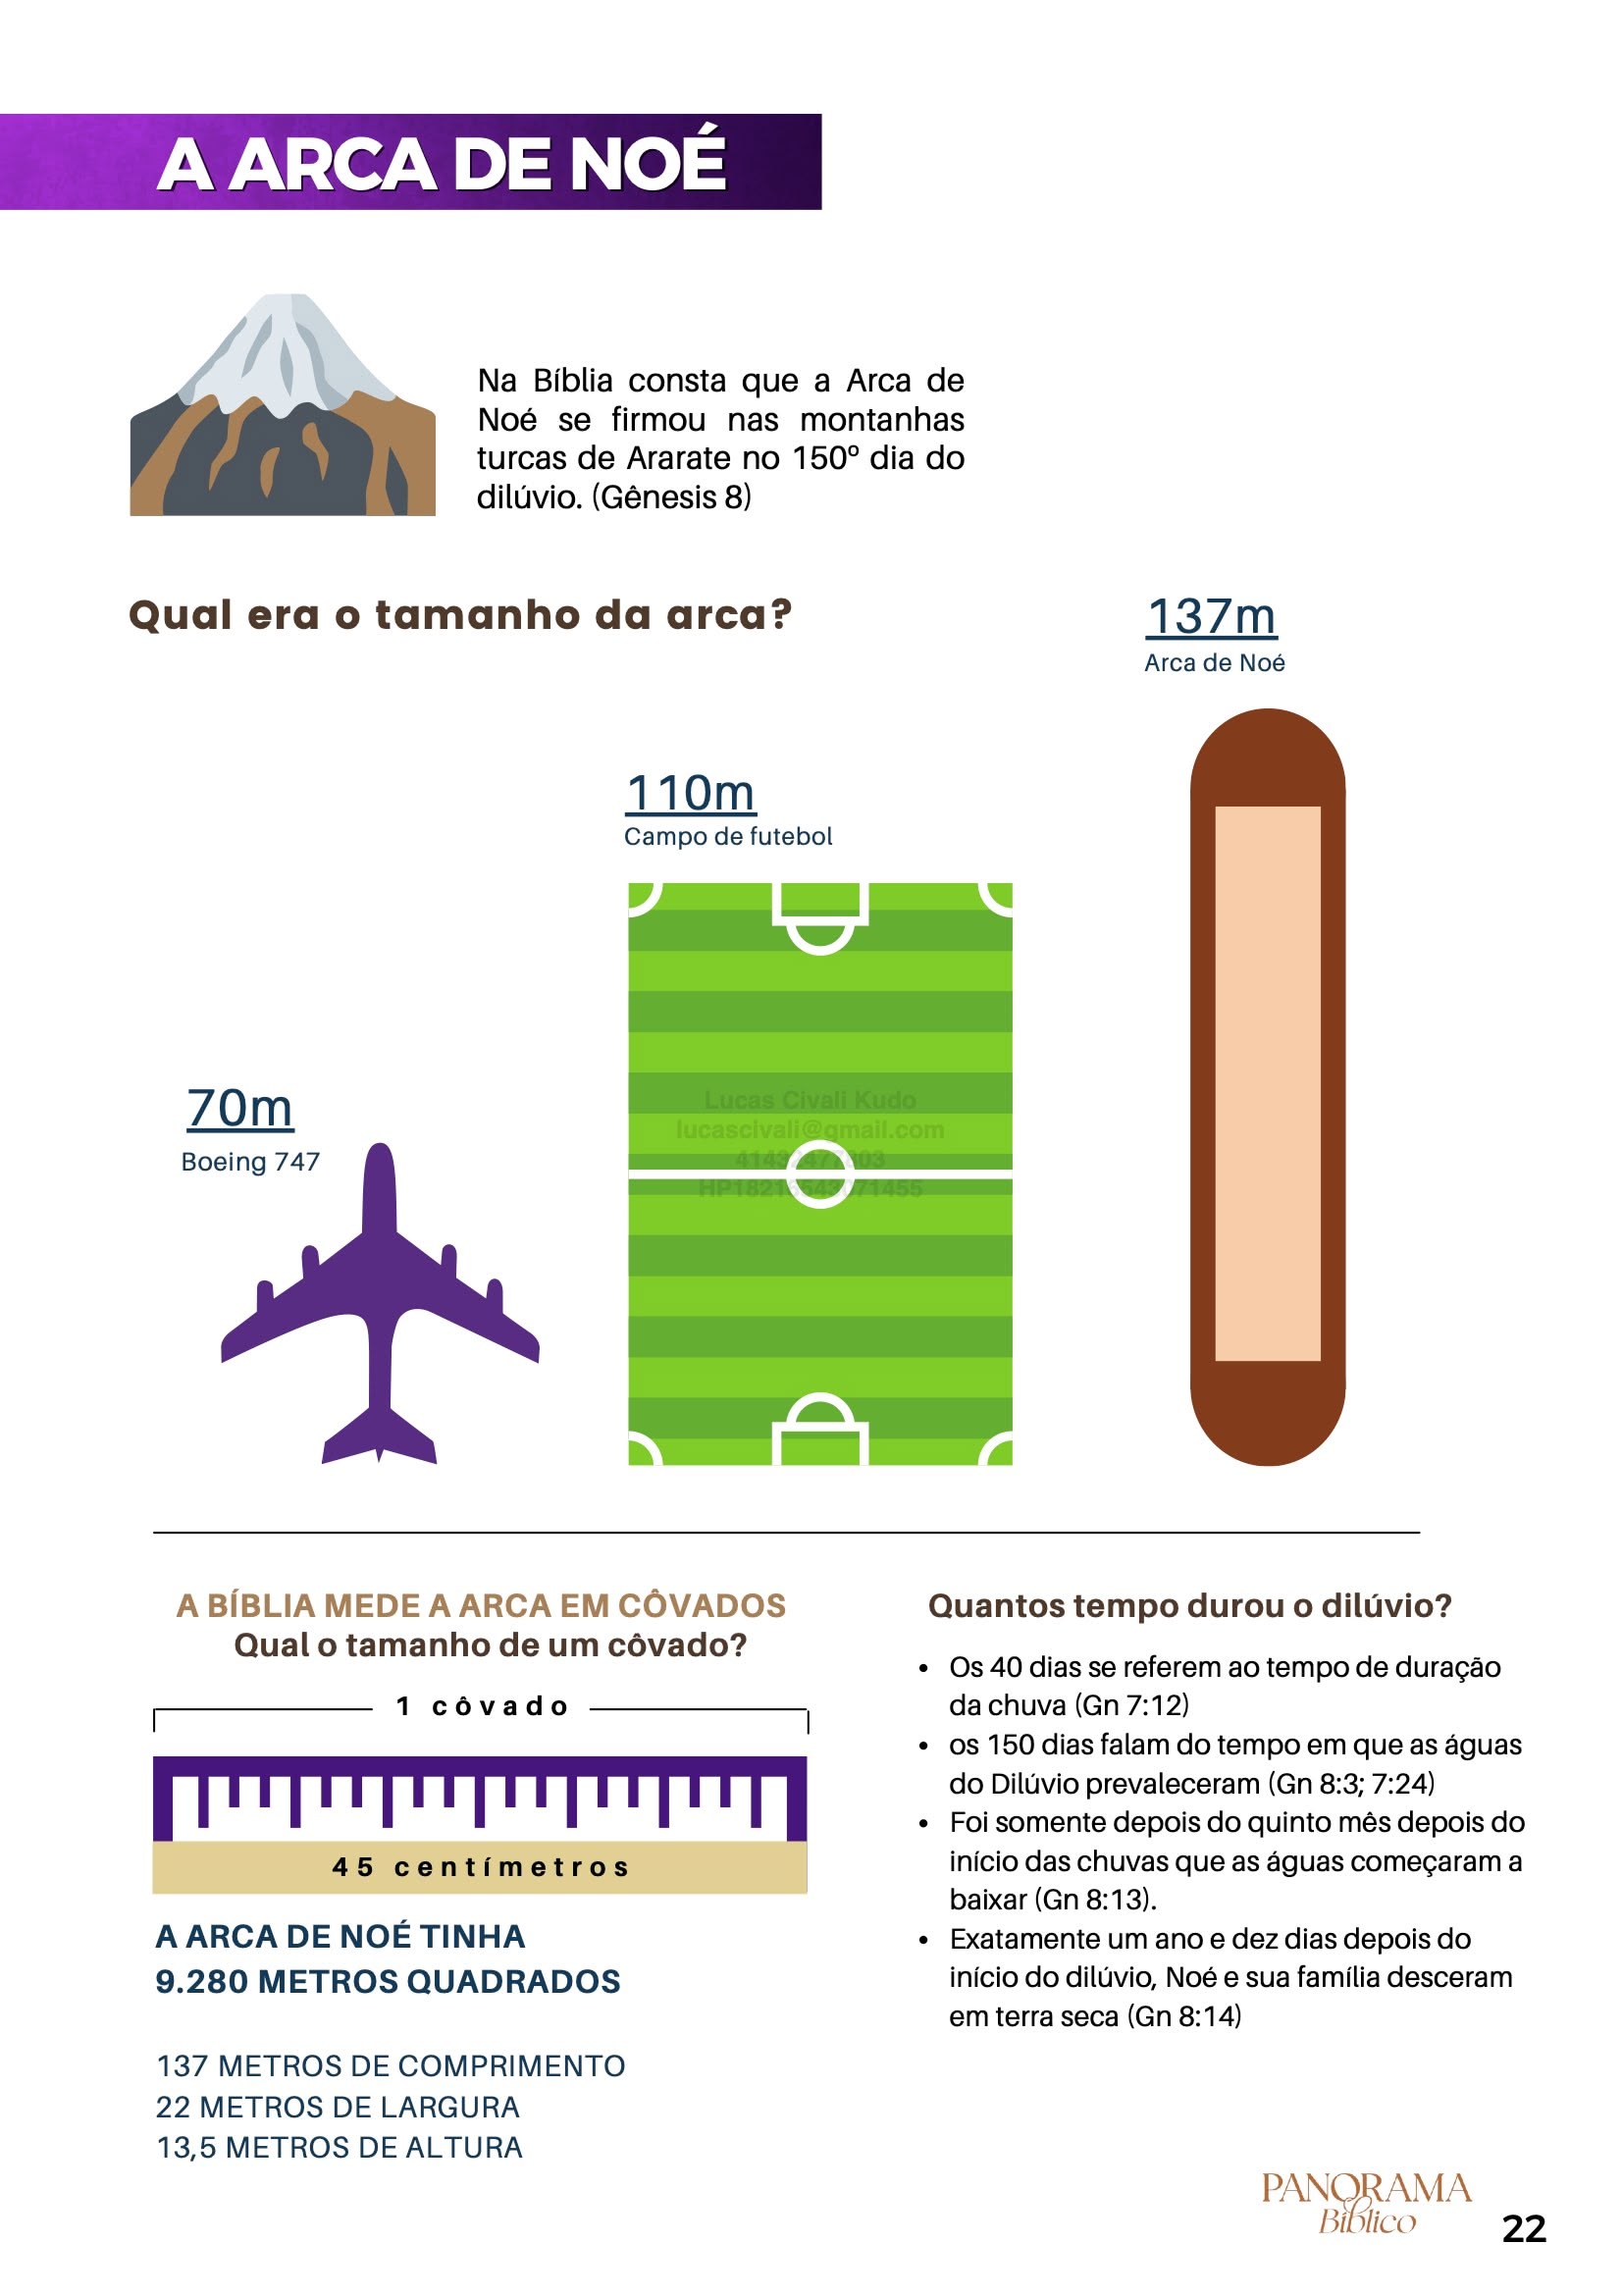 A ARCA DE NOÉ
Na Bíblia consta que a Arca de
Noé se firmou nas montanhas
turcas de Ararate no 150º dia do
dilúvio. (Gênesis 8)
Qual era o tamanho da arca?
137m
Arca de Noé
110m
Campo de futebol
Lucas Civali Kudo
lucascivali@gmail.com
70m
Boeing 747
A BÍBLIA MEDE A ARCA EM CÔVADOS
Qual o tamanho de um côvado?
1 côvado
45 centímetros
A ARCA DE NOÉ TINHA
9.280 METROS QUADRADOS
137 METROS DE COMPRIMENTO
22 METROS DE LARGURA
13,5 METROS DE ALTURA
Quantos tempo durou o dilúvio?
• Os 40 dias se referem ao tempo de duração
da chuva (Gn 7:12)
• os 150 dias falam do tempo em que as águas
do Dilúvio prevaleceram (Gn 8:3; 7:24)
• Foi somente depois do quinto mês depois do
início das chuvas que as águas começaram a
baixar (Gn 8:13).
• Exatamente um ano e dez dias depois do
início do dilúvio, Noé e sua família desceram
em terra seca (Gn 8:14)
PANORAMA
Bíblico
22